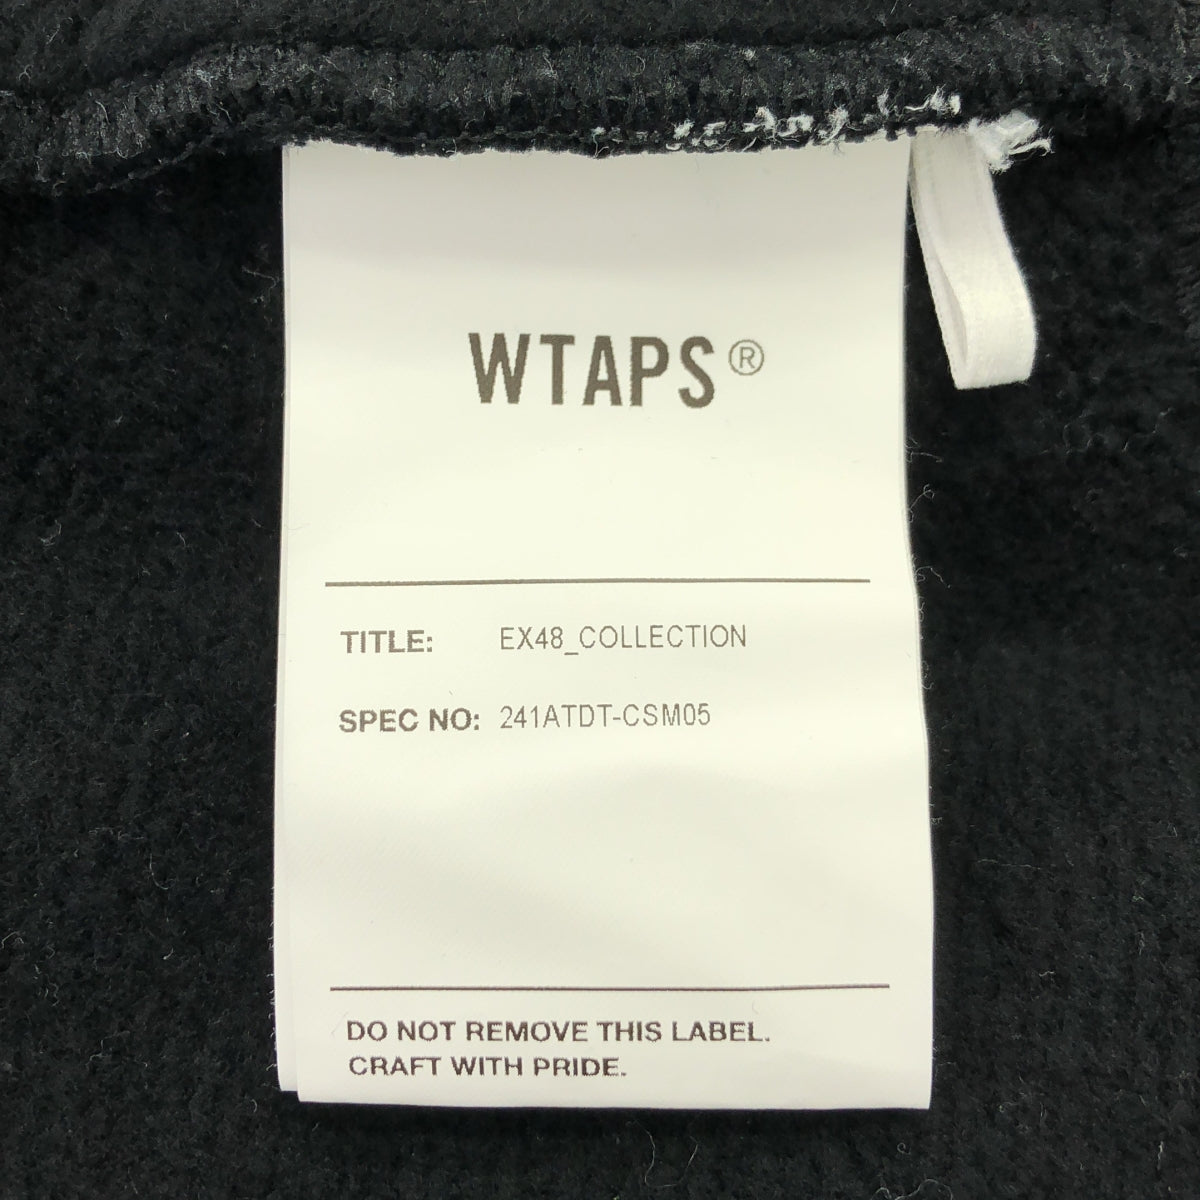 WTAPS®
TITLE: EX48_COLLECTION
SPEC NO: 241ATDT-CSM05
DO NOT REMOVE THIS LABEL.
CRAFT WITH PRIDE.